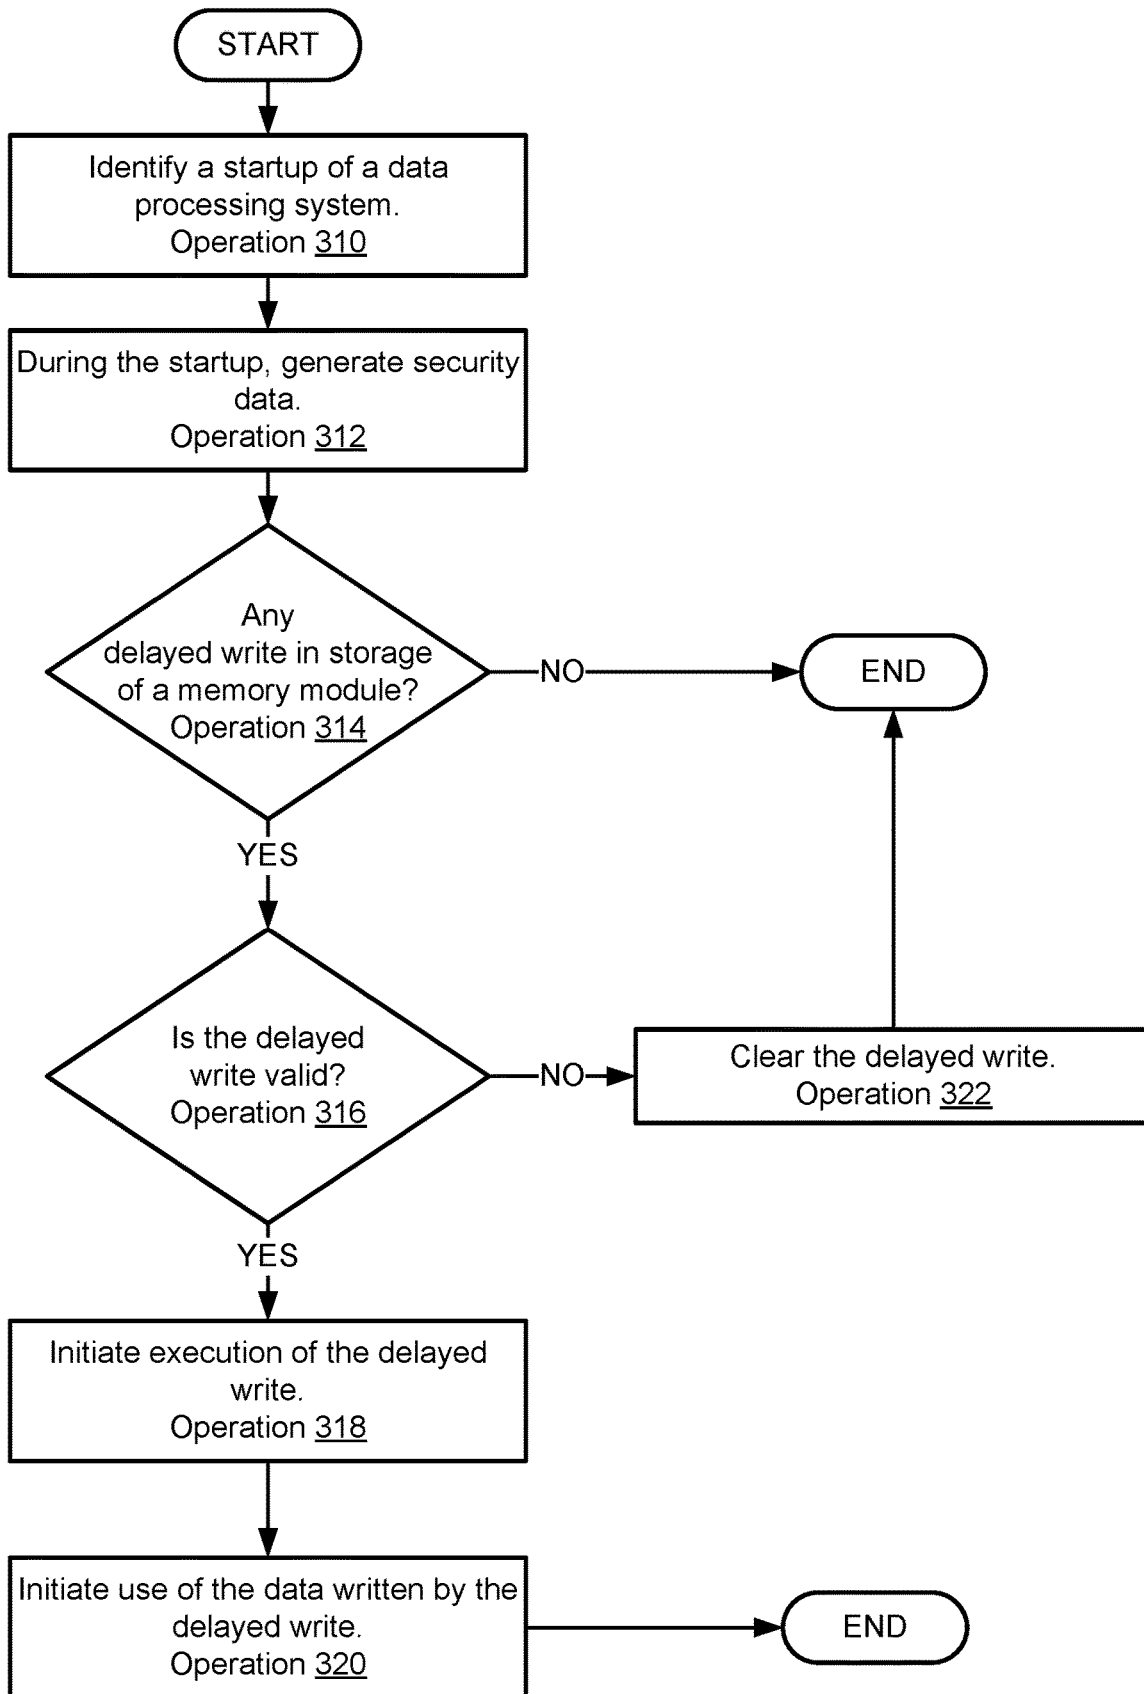 START
Identify a startup of a data
processing system.
Operation 310
During the startup, generate security
data.
Operation 312
Any
delayed write in storage
of a memory module?
Operation 314
NO
END
YES
Is the delayed
write valid?
Operation 316
NO
Clear the delayed write.
Operation 322
YES
Initiate execution of the delayed
write.
Operation 318
Initiate use of the data written by the
delayed write.
Operation 320
END